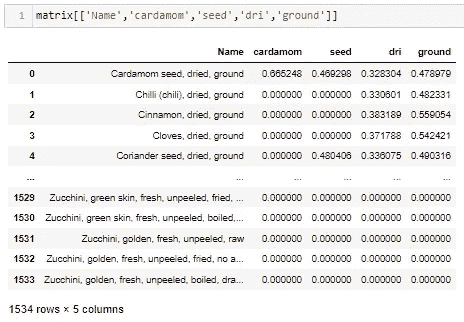 1 matrix[['Name','cardamom','seed','dri','ground']]
Name cardamom seed dri ground
0 Cardamom seed, dried, ground 0.665248 0.469298 0.328304 0.478979
1 Chilli (chili), dried, ground 0.000000 0.000000 0.330601 0.482331
2 Cinnamon, dried, ground 0.000000 0.000000 0.383189 0.559054
3 Cloves, dried, ground 0.000000 0.000000 0.371788 0.542421
4 Coriander seed, dried, ground 0.000000 0.480406 0.336075 0.490316
... ... ... ... ... ...
1529 Zucchini, green skin, fresh, unpeeled, fried, ... 0.000000 0.000000 0.000000 0.000000
1530 Zucchini, green skin, fresh, unpeeled, boiled,... 0.000000 0.000000 0.000000 0.000000
1531 Zucchini, golden, fresh, unpeeled, raw 0.000000 0.000000 0.000000 0.000000
1532 Zucchini, golden, fresh, unpeeled, fried, no a... 0.000000 0.000000 0.000000 0.000000
1533 Zucchini, golden, fresh, unpeeled, boiled, dra... 0.000000 0.000000 0.000000 0.000000
1534 rows × 5 columns